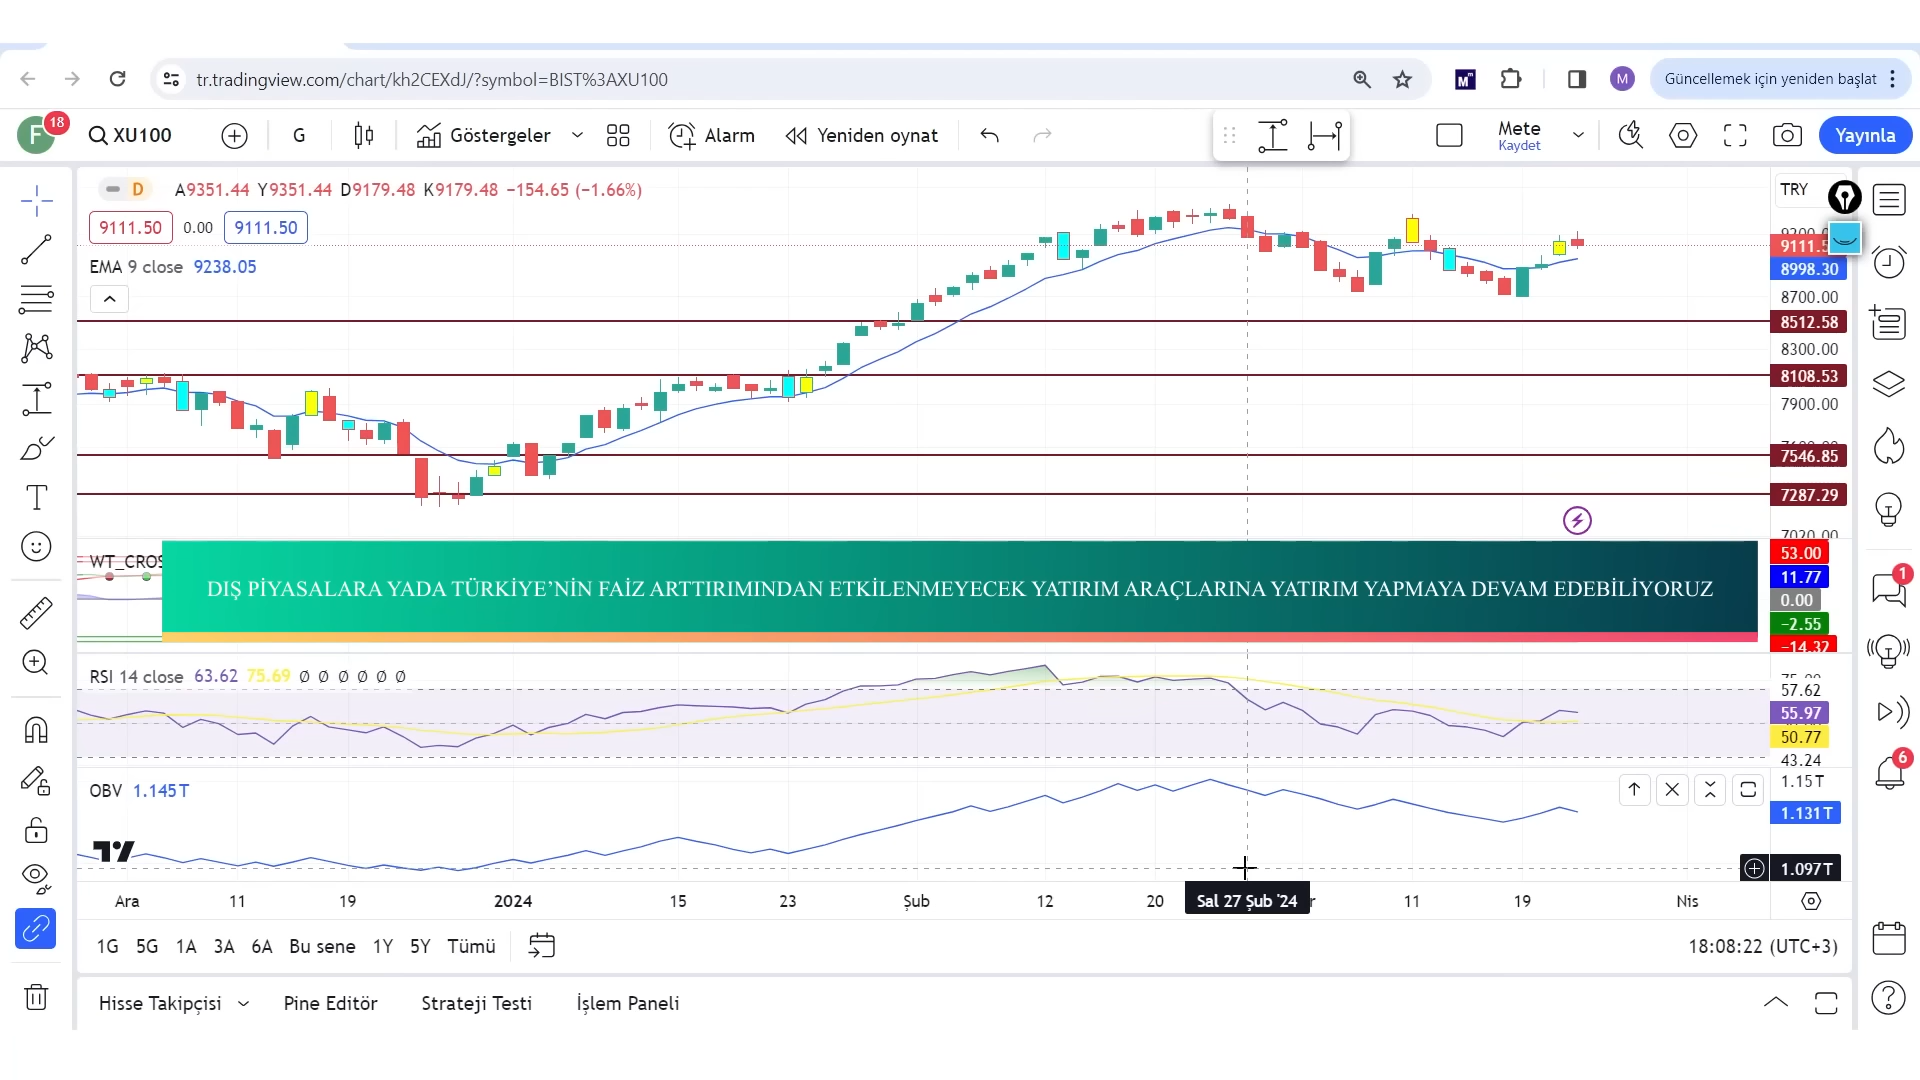 tr.tradingview.com/chart/kh2CEXdJ/?symbol=BIST%3AXU100
M
Güncellemek için yeniden başlat
F 18
XU100
G
Göstergeler
Alarm
Yeniden oynat
Mete
Kaydet
Yayınla
D A9351.44 Y9351.44 D9179.48 K9179.48 −154.65 (−1.66%)
TRY
9111.50 0.00 9111.50
EMA 9 close 9238.05
8998.30
8700.00
8512.58
8300.00
8108.53
7900.00
7546.85
7287.29
53.00
DIŞ PİYASALARA YADA TÜRKİYE’NİN FAİZ ARTTIRIMINDAN ETKİLENMEYECEK YATIRIM ARAÇLARINA YATIRIM YAPMAYA DEVAM EDEBİLİYORUZ
11.77
0.00
−2.55
−14.32
RSI 14 close 63.62 75.69 Ø Ø Ø Ø Ø Ø
57.62
55.97
50.77
43.24
OBV 1.145T
1.15T
1.131T
1.097T
Ara 11 19 2024 15 23 Şub 12 20 Sal 27 Şub '24 11 19 Nis
1G 5G 1A 3A 6A Bu sene 1Y 5Y Tümü
18:08:22 (UTC+3)
Hisse Takipçisi Pine Editör Strateji Testi İşlem Paneli
1
6